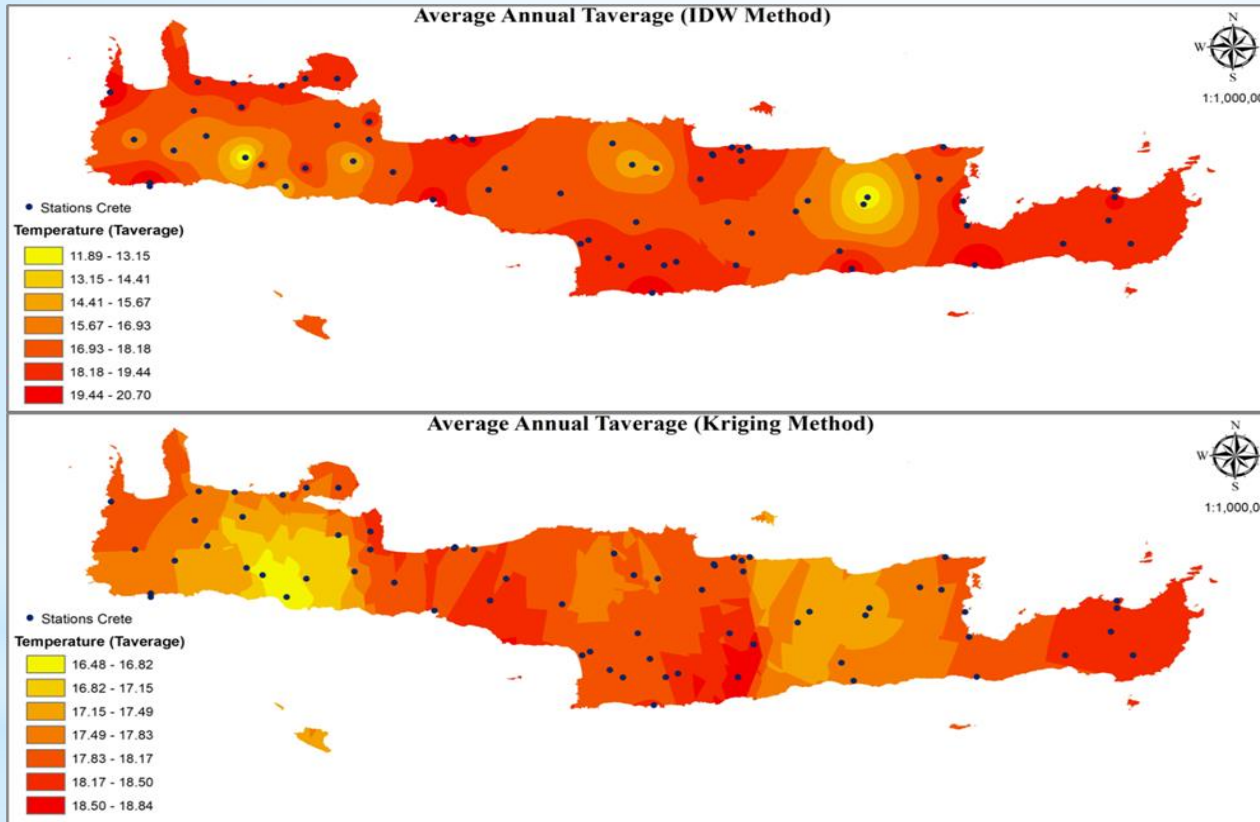 Average Annual Taverage (IDW Method)
N
W
S
1:1,000,00
Stations Crete
Temperature (Taverage)
11.89 - 13.15
13.15 - 14.41
14.41 - 15.67
15.67 - 16.93
16.93 - 18.18
18.18 - 19.44
19.44 - 20.70
Average Annual Taverage (Kriging Method)
N
W
S
1:1,000,00
Stations Crete
Temperature (Taverage)
16.48 - 16.82
16.82 - 17.15
17.15 - 17.49
17.49 - 17.83
17.83 - 18.17
18.17 - 18.50
18.50 - 18.84